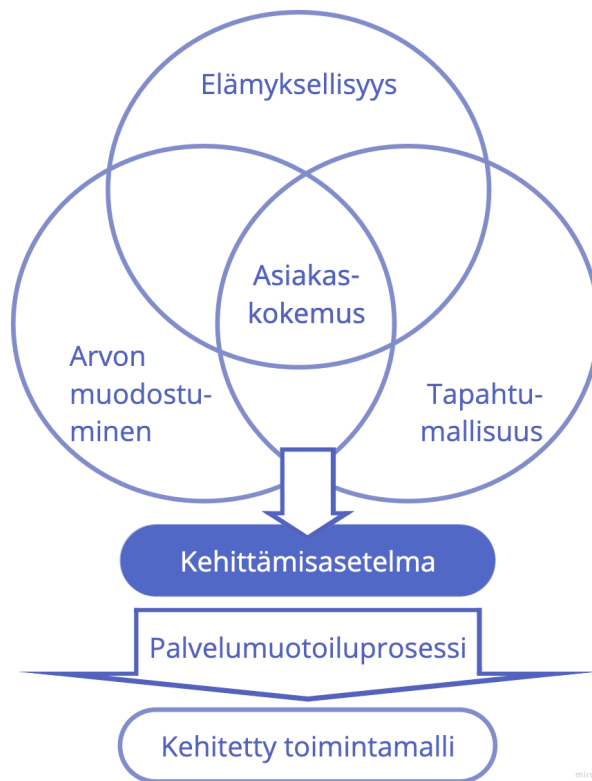 Elämyksellisyys
Asiakas-
kokemus
Arvon
muodostu-
minen
Tapahtu-
mallisuus
Kehittämisasetelma
Palvelumuotoiluprosessi
Kehitetty toimintamalli